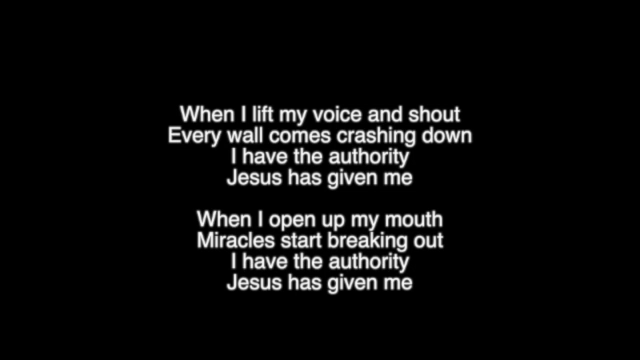 When I lift my voice and shout
Every wall comes crashing down
I have the authority
Jesus has given me
When I open up my mouth
Miracles start breaking out
I have the authority
Jesus has given me